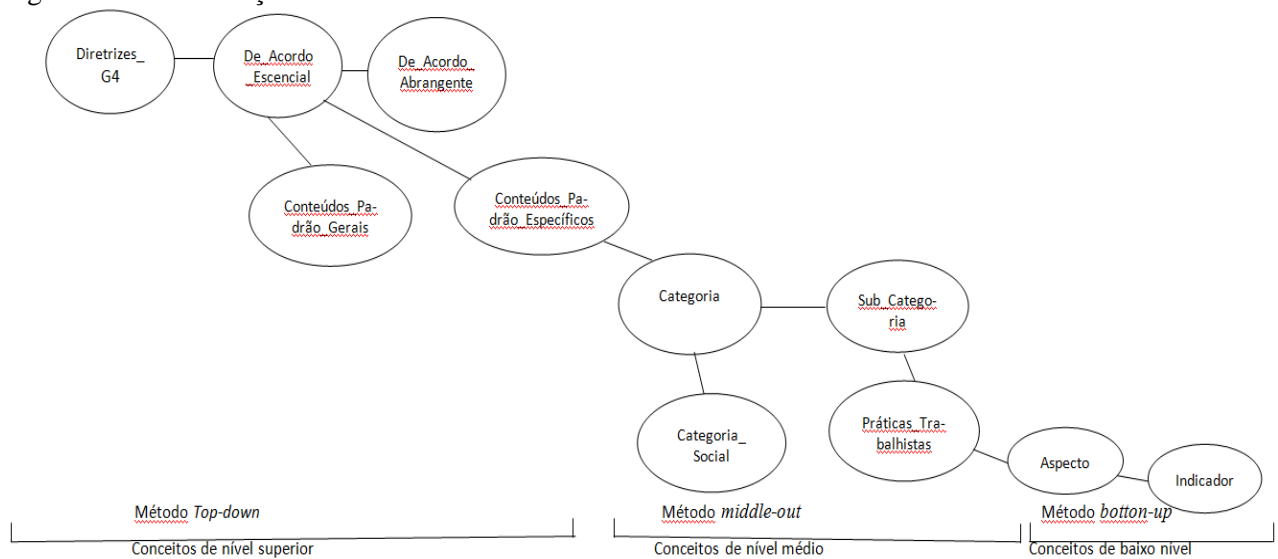 Diretrizes_
G4
De_Acordo
_Escencial
De_Acordo_
Abrangente
Conteúdos_Pa-
drão_Gerais
Conteúdos_Pa-
drão_Específicos
Categoria
Sub_Catego-
ria
Categoria_
Social
Práticas_Tra-
balhistas
Aspecto
Indicador
Método Top-down
Método middle-out
Método botton-up
Conceitos de nível superior
Conceitos de nível médio
Conceitos de baixo nível